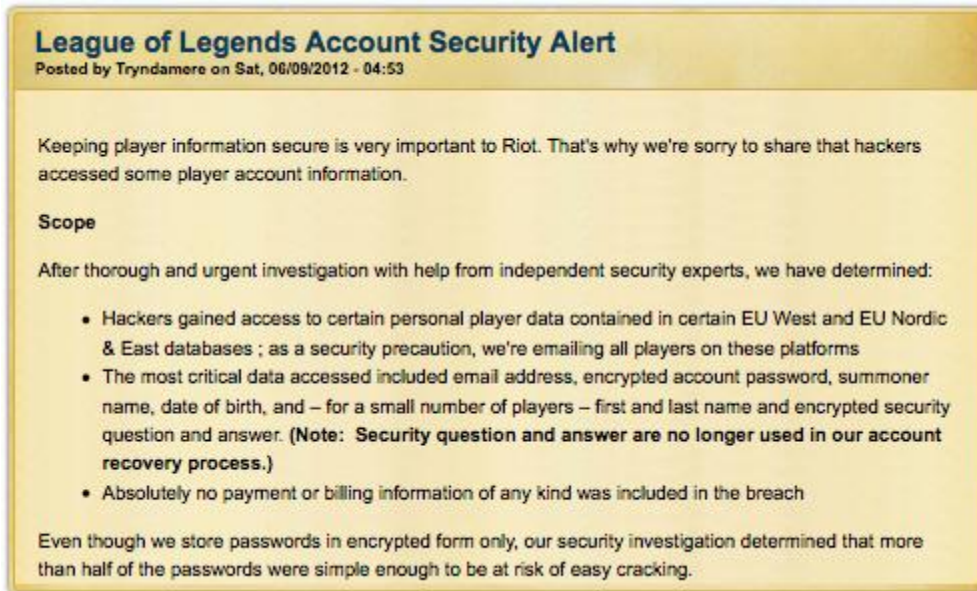 League of Legends Account Security Alert
Posted by Tryndamere on Sat, 06/09/2012 - 04:53
Keeping player information secure is very important to Riot. That's why we're sorry to share that hackers
accessed some player account information.
Scope
After thorough and urgent investigation with help from independent security experts, we have determined:
• Hackers gained access to certain personal player data contained in certain EU West and EU Nordic
& East databases ; as a security precaution, we're emailing all players on these platforms
• The most critical data accessed included email address, encrypted account password, summoner
name, date of birth, and – for a small number of players – first and last name and encrypted security
question and answer. (Note: Security question and answer are no longer used in our account
recovery process.)
• Absolutely no payment or billing information of any kind was included in the breach
Even though we store passwords in encrypted form only, our security investigation determined that more
than half of the passwords were simple enough to be at risk of easy cracking.